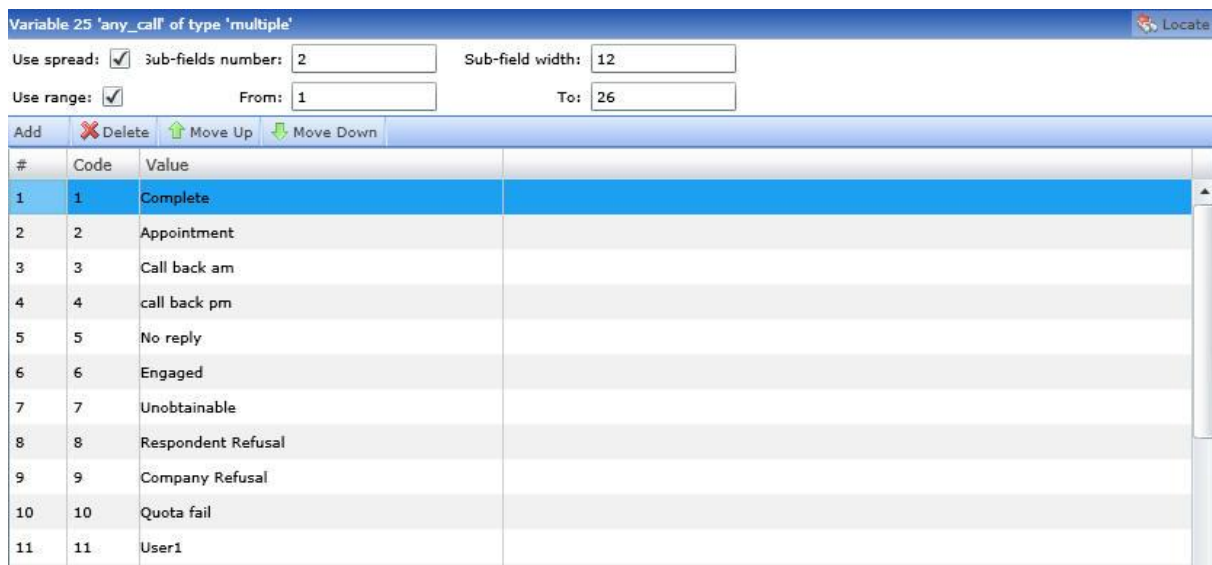 Variable 25 'any_call' of type 'multiple' Locate
Use spread: Sub-fields number: 2 Sub-field width: 12
Use range: From: 1 To: 26
Add Delete Move Up Move Down
# Code Value
1 1 Complete
2 2 Appointment
3 3 Call back am
4 4 call back pm
5 5 No reply
6 6 Engaged
7 7 Unobtainable
8 8 Respondent Refusal
9 9 Company Refusal
10 10 Quota fail
11 11 User1